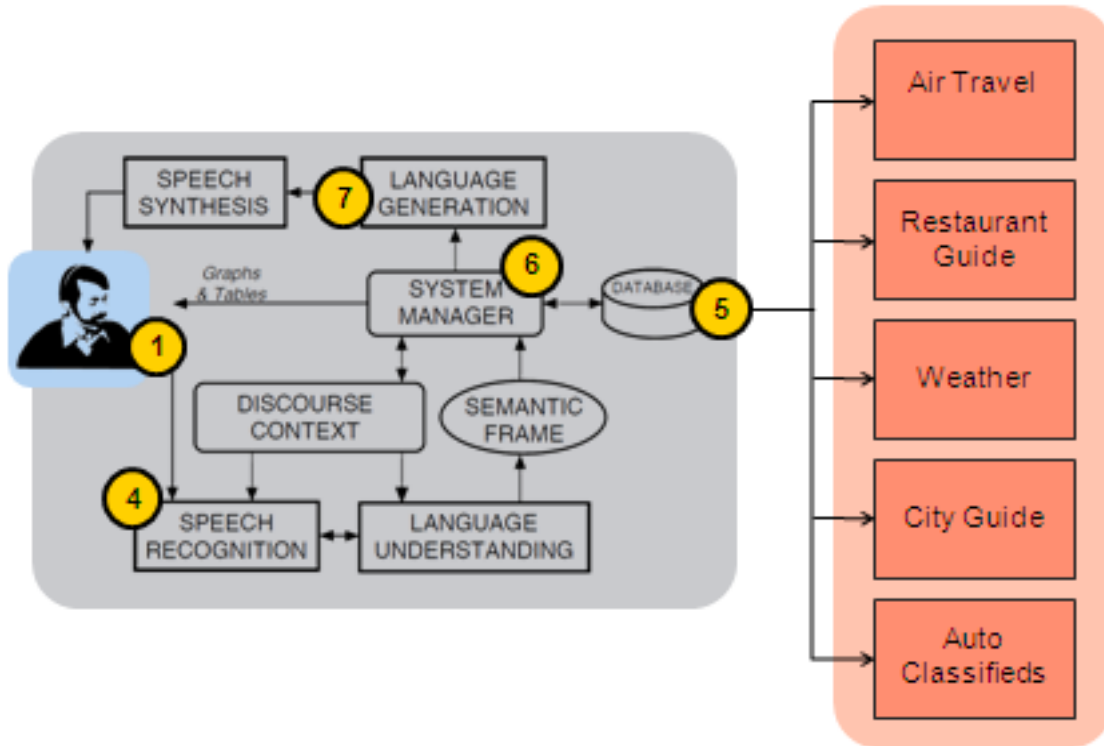 SPEECH
SYNTHESIS
7
LANGUAGE
GENERATION
6
Graphs
& Tables
SYSTEM
MANAGER
DATABASE
5
1
DISCOURSE
CONTEXT
SEMANTIC
FRAME
4
SPEECH
RECOGNITION
LANGUAGE
UNDERSTANDING
Air Travel
Restaurant
Guide
Weather
City Guide
Auto
Classifieds